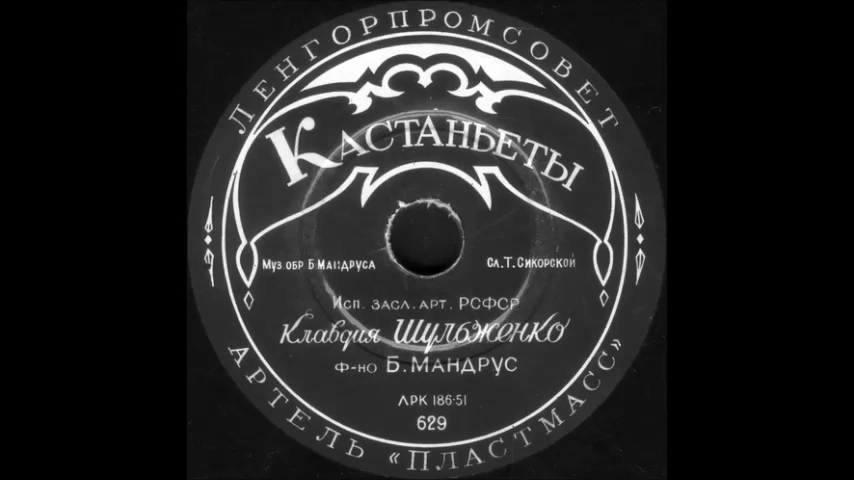 ЛЕНГОРПРОМСОВЕТ
КАСТАНЬЕТЫ
МУЗ. ОБР. Б. МАНДРУСА
СЛ. Т. СИКОРСКОЙ
ИСП. ЗАСЛ. АРТ. РСФСР
Клавдия Шульженко
Ф-НО Б. МАНДРУС
ЛРК 186-51
629
АРТЕЛЬ «ПЛАСТМАСС»